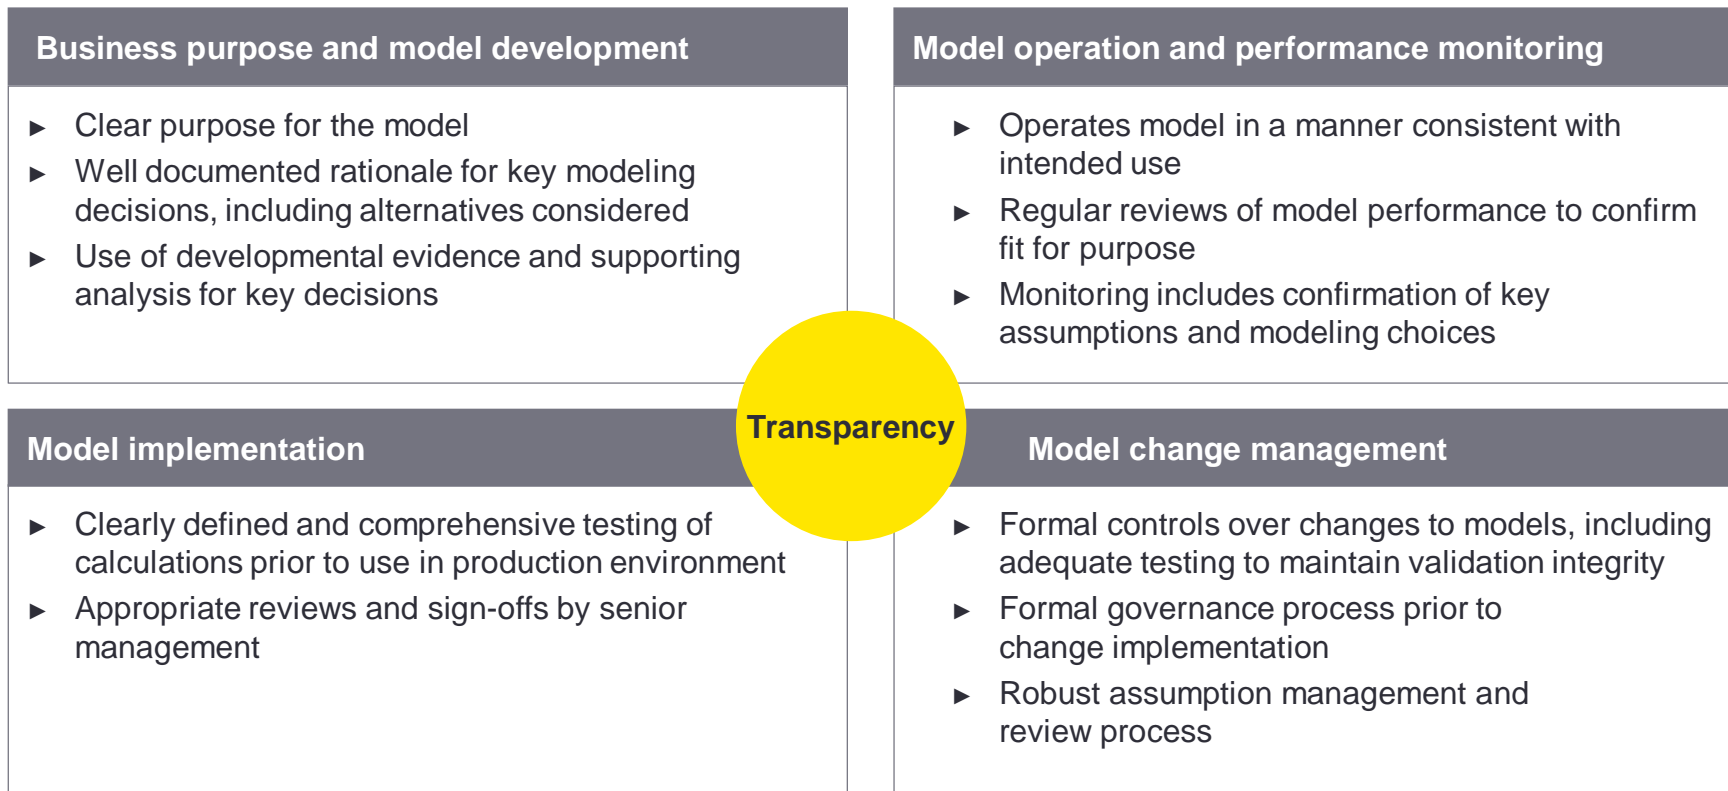 Business purpose and model development
► Clear purpose for the model
► Well documented rationale for key modeling
decisions, including alternatives considered
► Use of developmental evidence and supporting
analysis for key decisions
Model operation and performance monitoring
► Operates model in a manner consistent with
intended use
► Regular reviews of model performance to confirm
fit for purpose
► Monitoring includes confirmation of key
assumptions and modeling choices
Transparency
Model implementation
► Clearly defined and comprehensive testing of
calculations prior to use in production environment
► Appropriate reviews and sign-offs by senior
management
Model change management
► Formal controls over changes to models, including
adequate testing to maintain validation integrity
► Formal governance process prior to
change implementation
► Robust assumption management and
review process